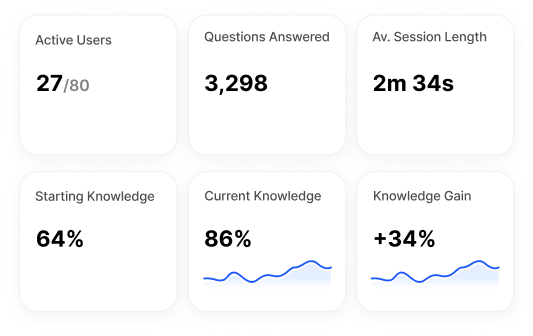 Active Users
27/80
Questions Answered
3,298
Av. Session Length
2m 34s
Starting Knowledge
64%
Current Knowledge
86%
Knowledge Gain
+34%